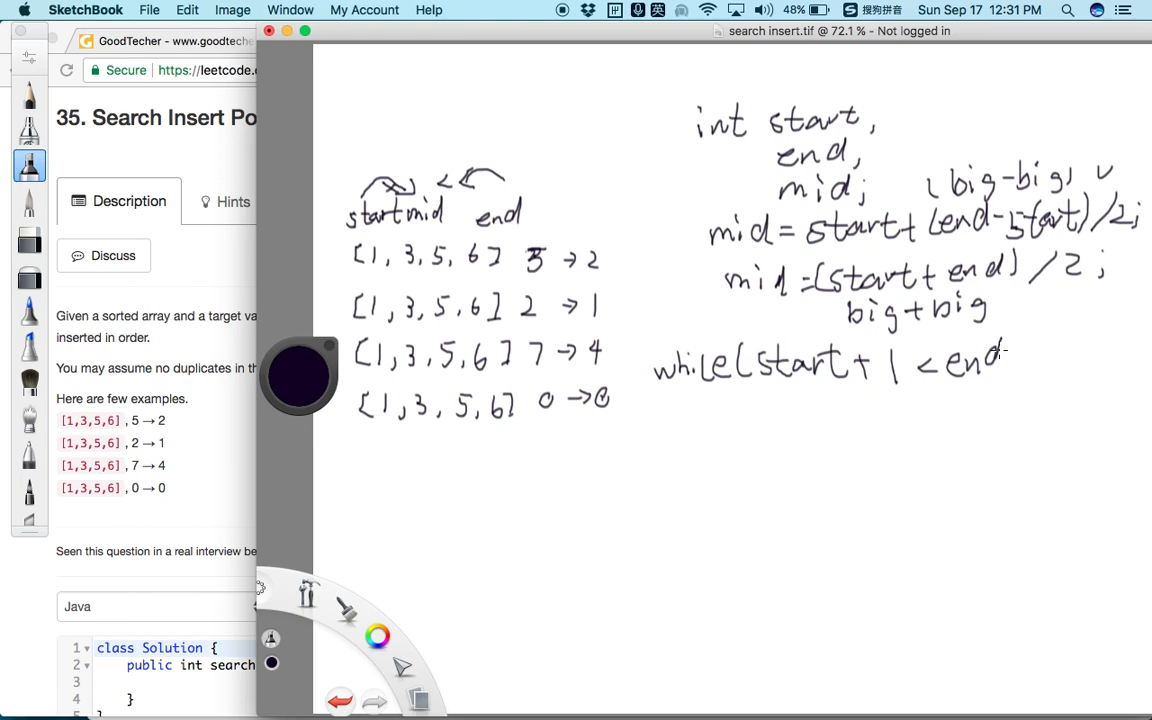 SketchBook File Edit Image Window My Account Help 48% 搜狗拼音 Sun Sep 17 12:31 PM
英
GoodTecher - www.goodteche
search insert.tif @ 72.1 % - Not logged in
Secure https://leetcode.
35. Search Insert Po
Description
Hints
Discuss
Given a sorted array and a target va
inserted in order.
You may assume no duplicates in th
Here are few examples.
[1,3,5,6], 5 → 2
[1,3,5,6], 2 → 1
[1,3,5,6], 7 → 4
[1,3,5,6], 0 → 0
Seen this question in a real interview be
Java
1 class Solution {
2 public int search
3
4 }
<
start mid end
[1, 3, 5, 6] 5 → 2
[1, 3, 5, 6] 2 → 1
[1, 3, 5, 6] 7 → 4
[1, 3, 5, 6] 0 → 0
int start,
end,
mid;
(big-big) ✓
mid = start + (end - start) / 2;
mid = (start + end) / 2;
big + big
while(start + 1 < end